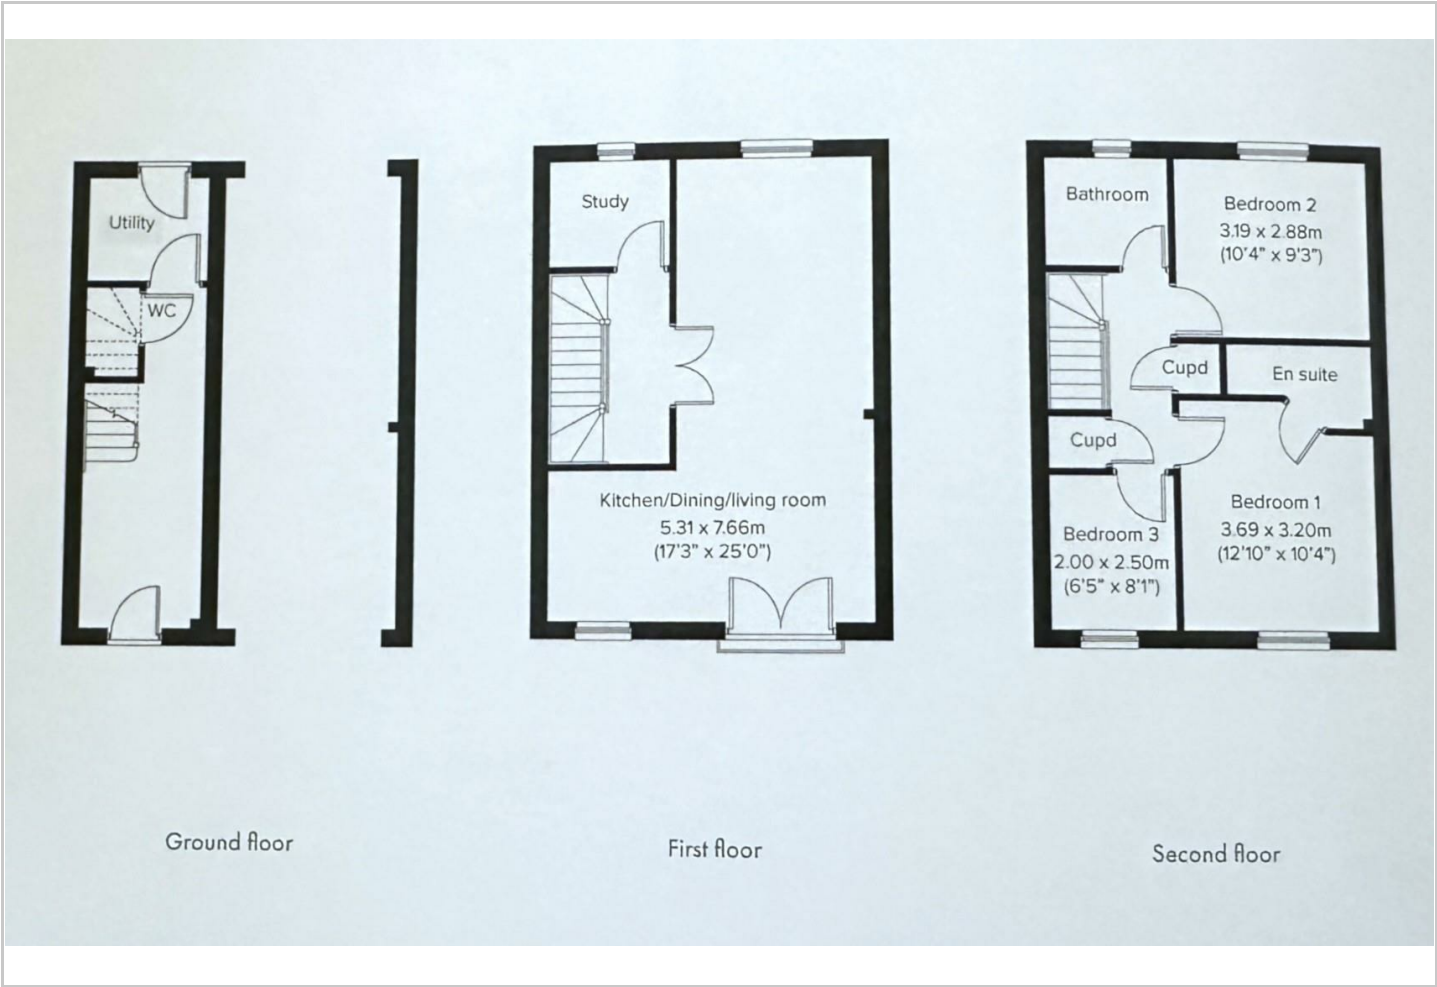 Utility
WC
Ground floor
Study
Kitchen/Dining/living room
5.31 x 7.66m
(17'3" x 25'0")
First floor
Bathroom
Bedroom 2
3.19 x 2.88m
(10'4" x 9'3")
Cupd
En suite
Cupd
Bedroom 1
3.69 x 3.20m
(12'10" x 10'4")
Bedroom 3
2.00 x 2.50m
(6'5" x 8'1")
Second floor